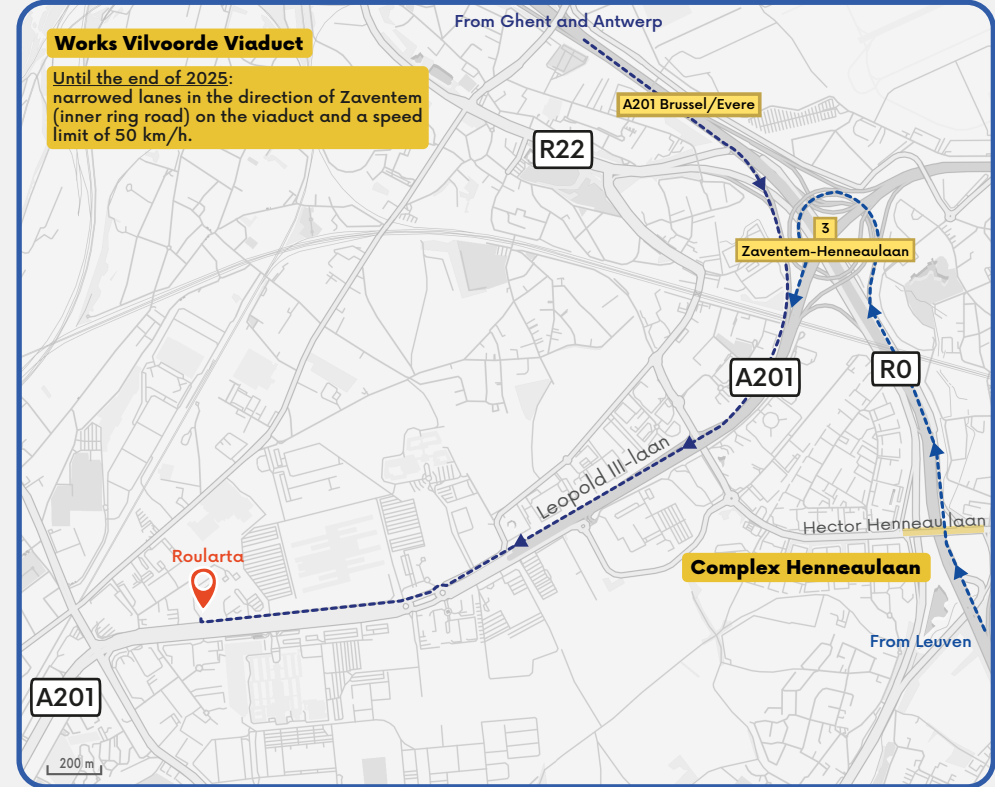 From Ghent and Antwerp
Works Vilvoorde Viaduct
Until the end of 2025:
narrowed lanes in the direction of Zaventem
(inner ring road) on the viaduct and a speed
limit of 50 km/h.
A201 Brussel/Evere
R22
3
Zaventem-Henneaulaan
A201
R0
Leopold III-laan
Hector Henneaulaan
Roularta
Complex Henneaulaan
From Leuven
A201
200 m